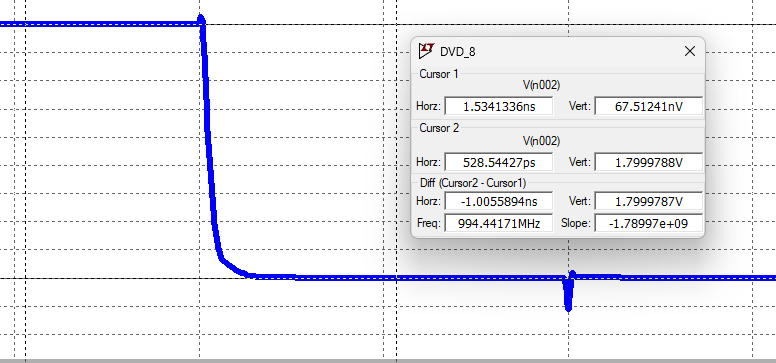 DVD_8
Cursor 1
V(n002)
Horz: 1.5341336ns Vert: 67.51241nV
Cursor 2
V(n002)
Horz: 528.54427ps Vert: 1.7999788V
Diff (Cursor2 - Cursor1)
Horz: -1.0055894ns Vert: 1.7999787V
Freq: 994.44171MHz Slope: -1.78997e+09